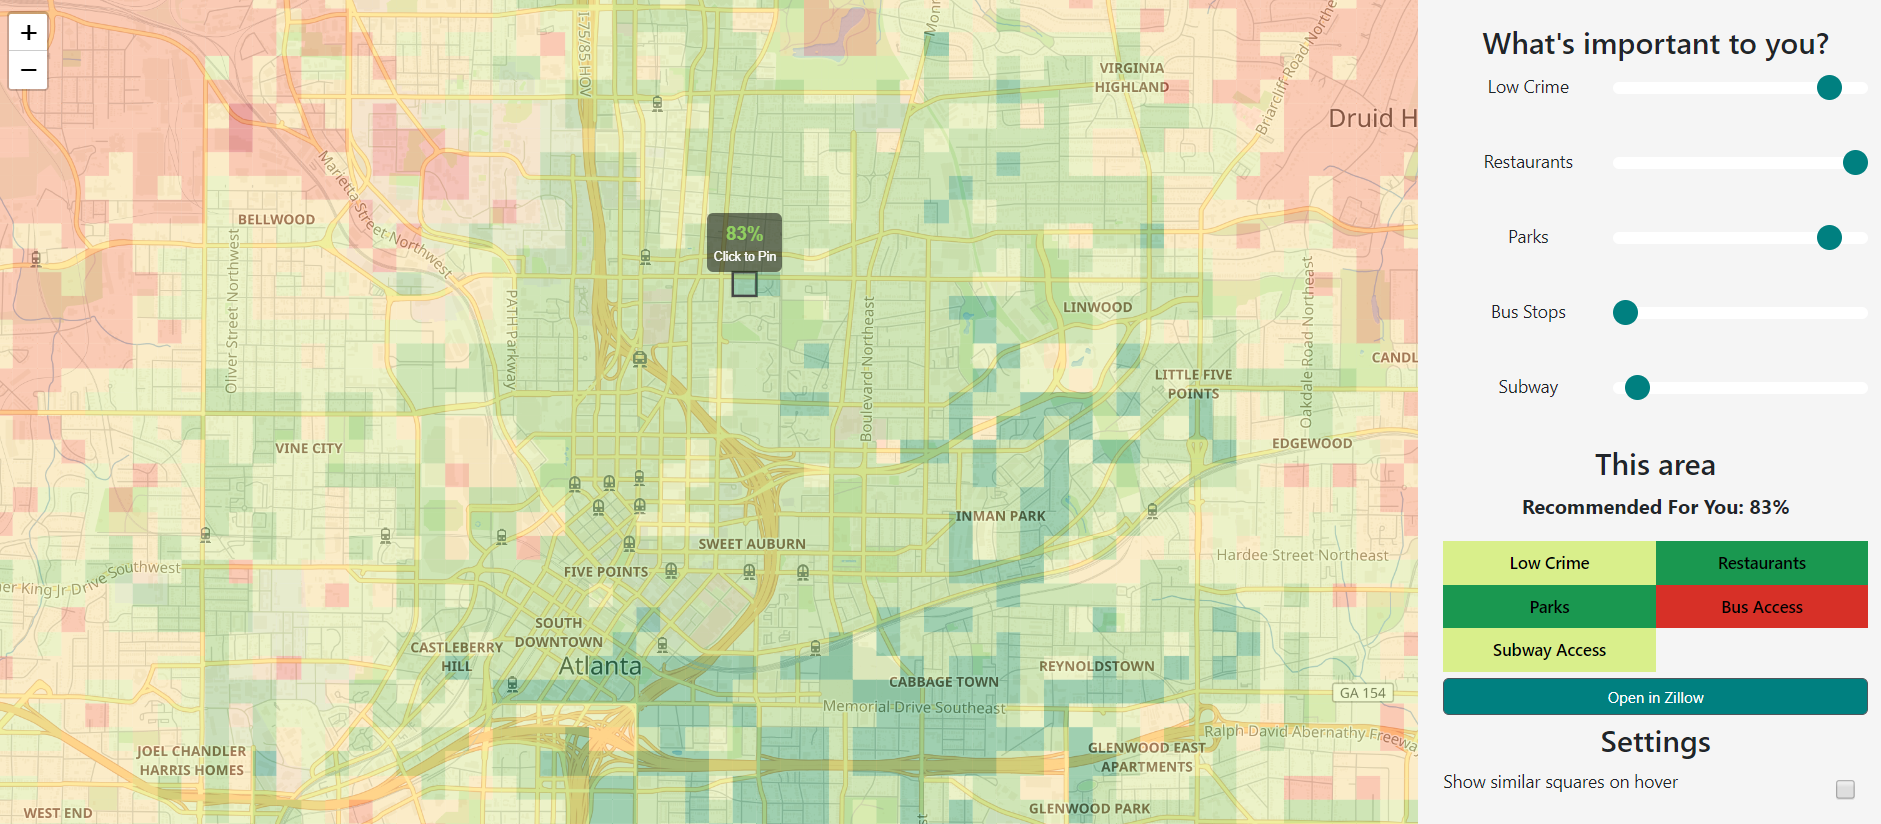 +
−
I-75/85 HOV
Monr
VIRGINIA
HIGHLAND
Briarcliff Road Northe
Druid H
Marietta Street Northwest
BELLWOOD
Oliver Street Northwest
PATH Parkway
83%
Click to Pin
Boulevard Northeast
LINWOOD
Oakdale Road Northeast
CANDL
LITTLE FIVE
POINTS
EDGEWOOD
VINE CITY
INMAN PARK
SWEET AUBURN
FIVE POINTS
Hardee Street Northeast
er King Jr Drive Southwest
SOUTH
DOWNTOWN
CASTLEBERRY
HILL
Atlanta
REYNOLDSTOWN
CABBAGE TOWN
GA 154
Memorial Drive Southeast
Ralph David Abernathy Freewa
JOEL CHANDLER
HARRIS HOMES
GLENWOOD EAST
APARTMENTS
WEST END
GLENWOOD PARK
st
What's important to you?
Low Crime
Restaurants
Parks
Bus Stops
Subway
This area
Recommended For You: 83%
Low Crime
Restaurants
Parks
Bus Access
Subway Access
Open in Zillow
Settings
Show similar squares on hover